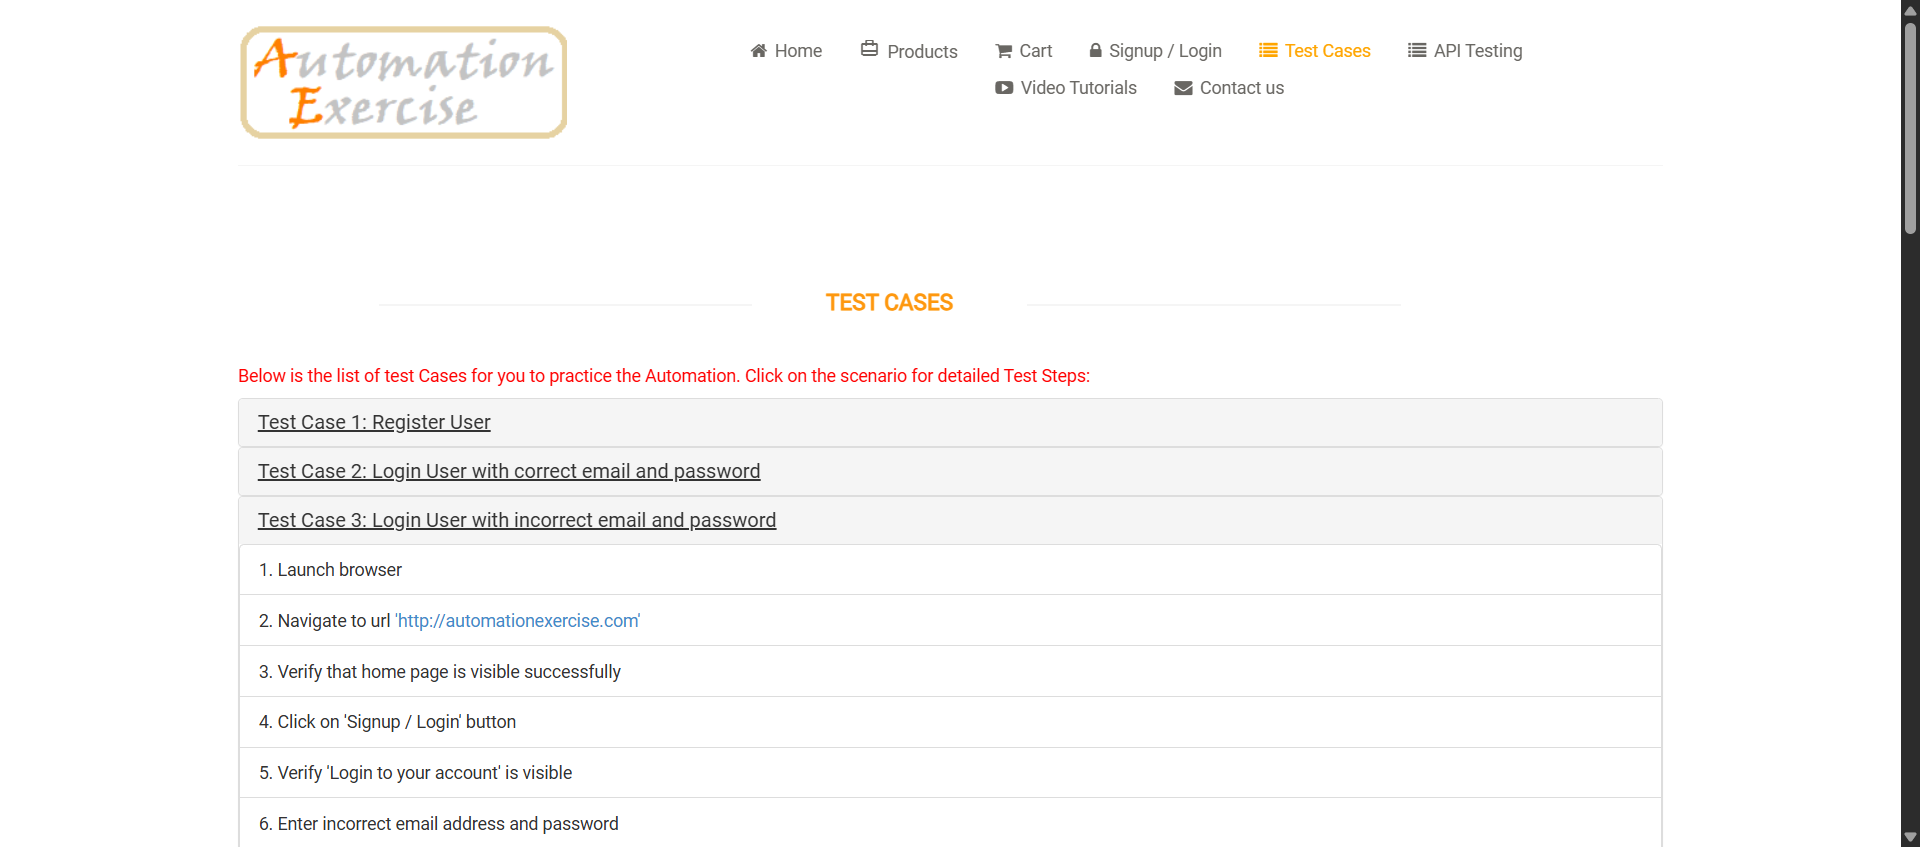 Automation
Exercise
Home
Products
Cart
Signup / Login
Test Cases
API Testing
Video Tutorials
Contact us
TEST CASES
Below is the list of test Cases for you to practice the Automation. Click on the scenario for detailed Test Steps:
Test Case 1: Register User
Test Case 2: Login User with correct email and password
Test Case 3: Login User with incorrect email and password
1. Launch browser
2. Navigate to url 'http://automationexercise.com'
3. Verify that home page is visible successfully
4. Click on 'Signup / Login' button
5. Verify 'Login to your account' is visible
6. Enter incorrect email address and password